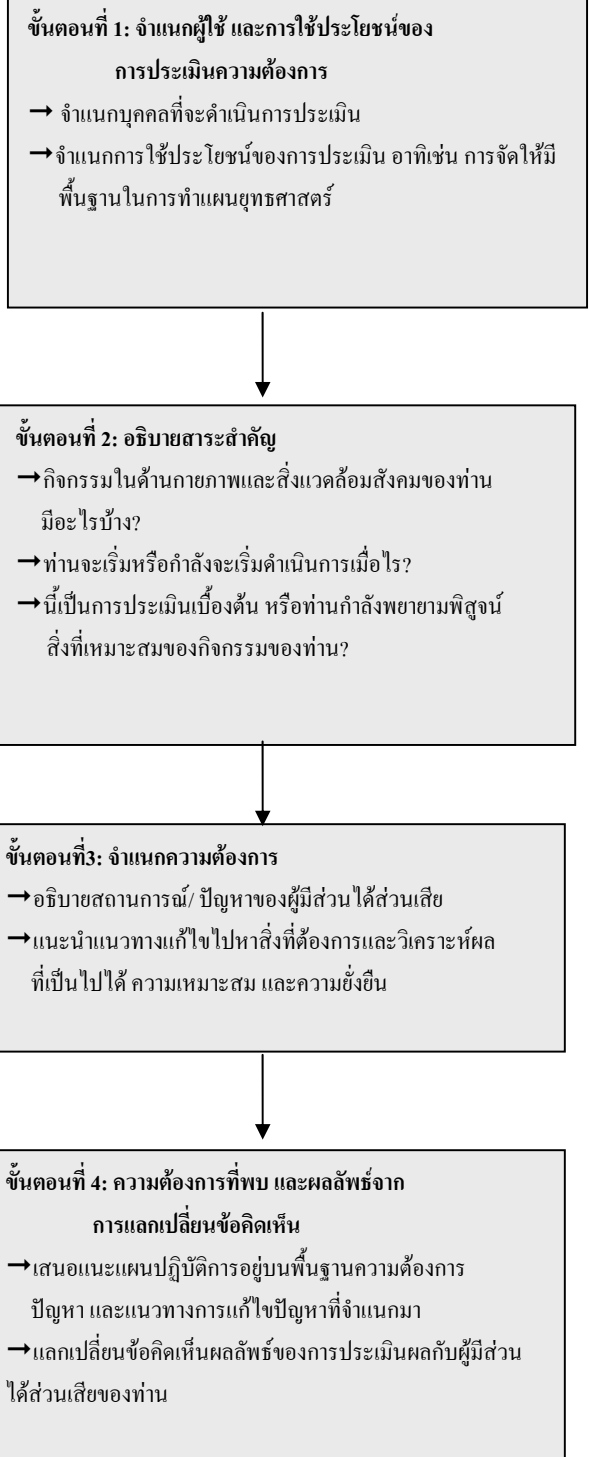 ขั้นตอนที่ 1: จำแนกผู้ใช้ และการใช้ประโยชน์ของ
การประเมินความต้องการ
➞ จำแนกบุคคลที่จะดำเนินการประเมิน
➞จำแนกการใช้ประโยชน์ของการประเมิน อาทิเช่น การจัดให้มี
พื้นฐานในการทำแผนยุทธศาสตร์
ขั้นตอนที่ 2: อธิบายสาระสำคัญ
➞กิจกรรมในด้านกายภาพและสิ่งแวดล้อมสังคมของท่าน
มีอะไรบ้าง?
➞ท่านจะเริ่มหรือกำลังจะเริ่มดำเนินการเมื่อไร?
➞นี้เป็นการประเมินเบื้องต้น หรือท่านกำลังพยายามพิสูจน์
สิ่งที่เหมาะสมของกิจกรรมของท่าน?
ขั้นตอนที่3: จำแนกความต้องการ
➞อธิบายสถานการณ์/ ปัญหาของผู้มีส่วนได้ส่วนเสีย
➞แนะนำแนวทางแก้ไขไปหาสิ่งที่ต้องการและวิเคราะห์ผล
ที่เป็นไปได้ ความเหมาะสม และความยั่งยืน
ขั้นตอนที่ 4: ความต้องการที่พบ และผลลัพธ์จาก
การแลกเปลี่ยนข้อคิดเห็น
➞เสนอแนะแผนปฏิบัติการอยู่บนพื้นฐานความต้องการ
ปัญหา และแนวทางการแก้ไขปัญหาที่จำแนกมา
➞แลกเปลี่ยนข้อคิดเห็นผลลัพธ์ของการประเมินผลกับผู้มีส่วน
ได้ส่วนเสียของท่าน